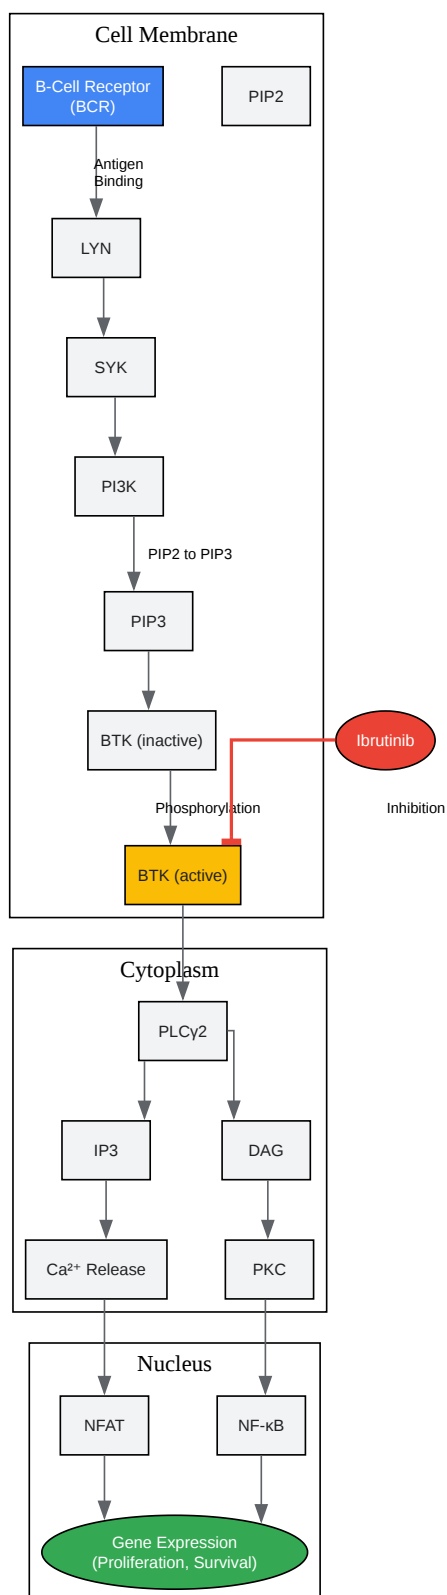 Cell Membrane
B-Cell Receptor
(BCR)
PIP2
Antigen
Binding
LYN
SYK
PI3K
PIP2 to PIP3
PIP3
BTK (inactive)
Ibrutinib
Phosphorylation
Inhibition
BTK (active)
Cytoplasm
PLCγ2
IP3
DAG
Ca²⁺ Release
PKC
Nucleus
NFAT
NF-κB
Gene Expression
(Proliferation, Survival)